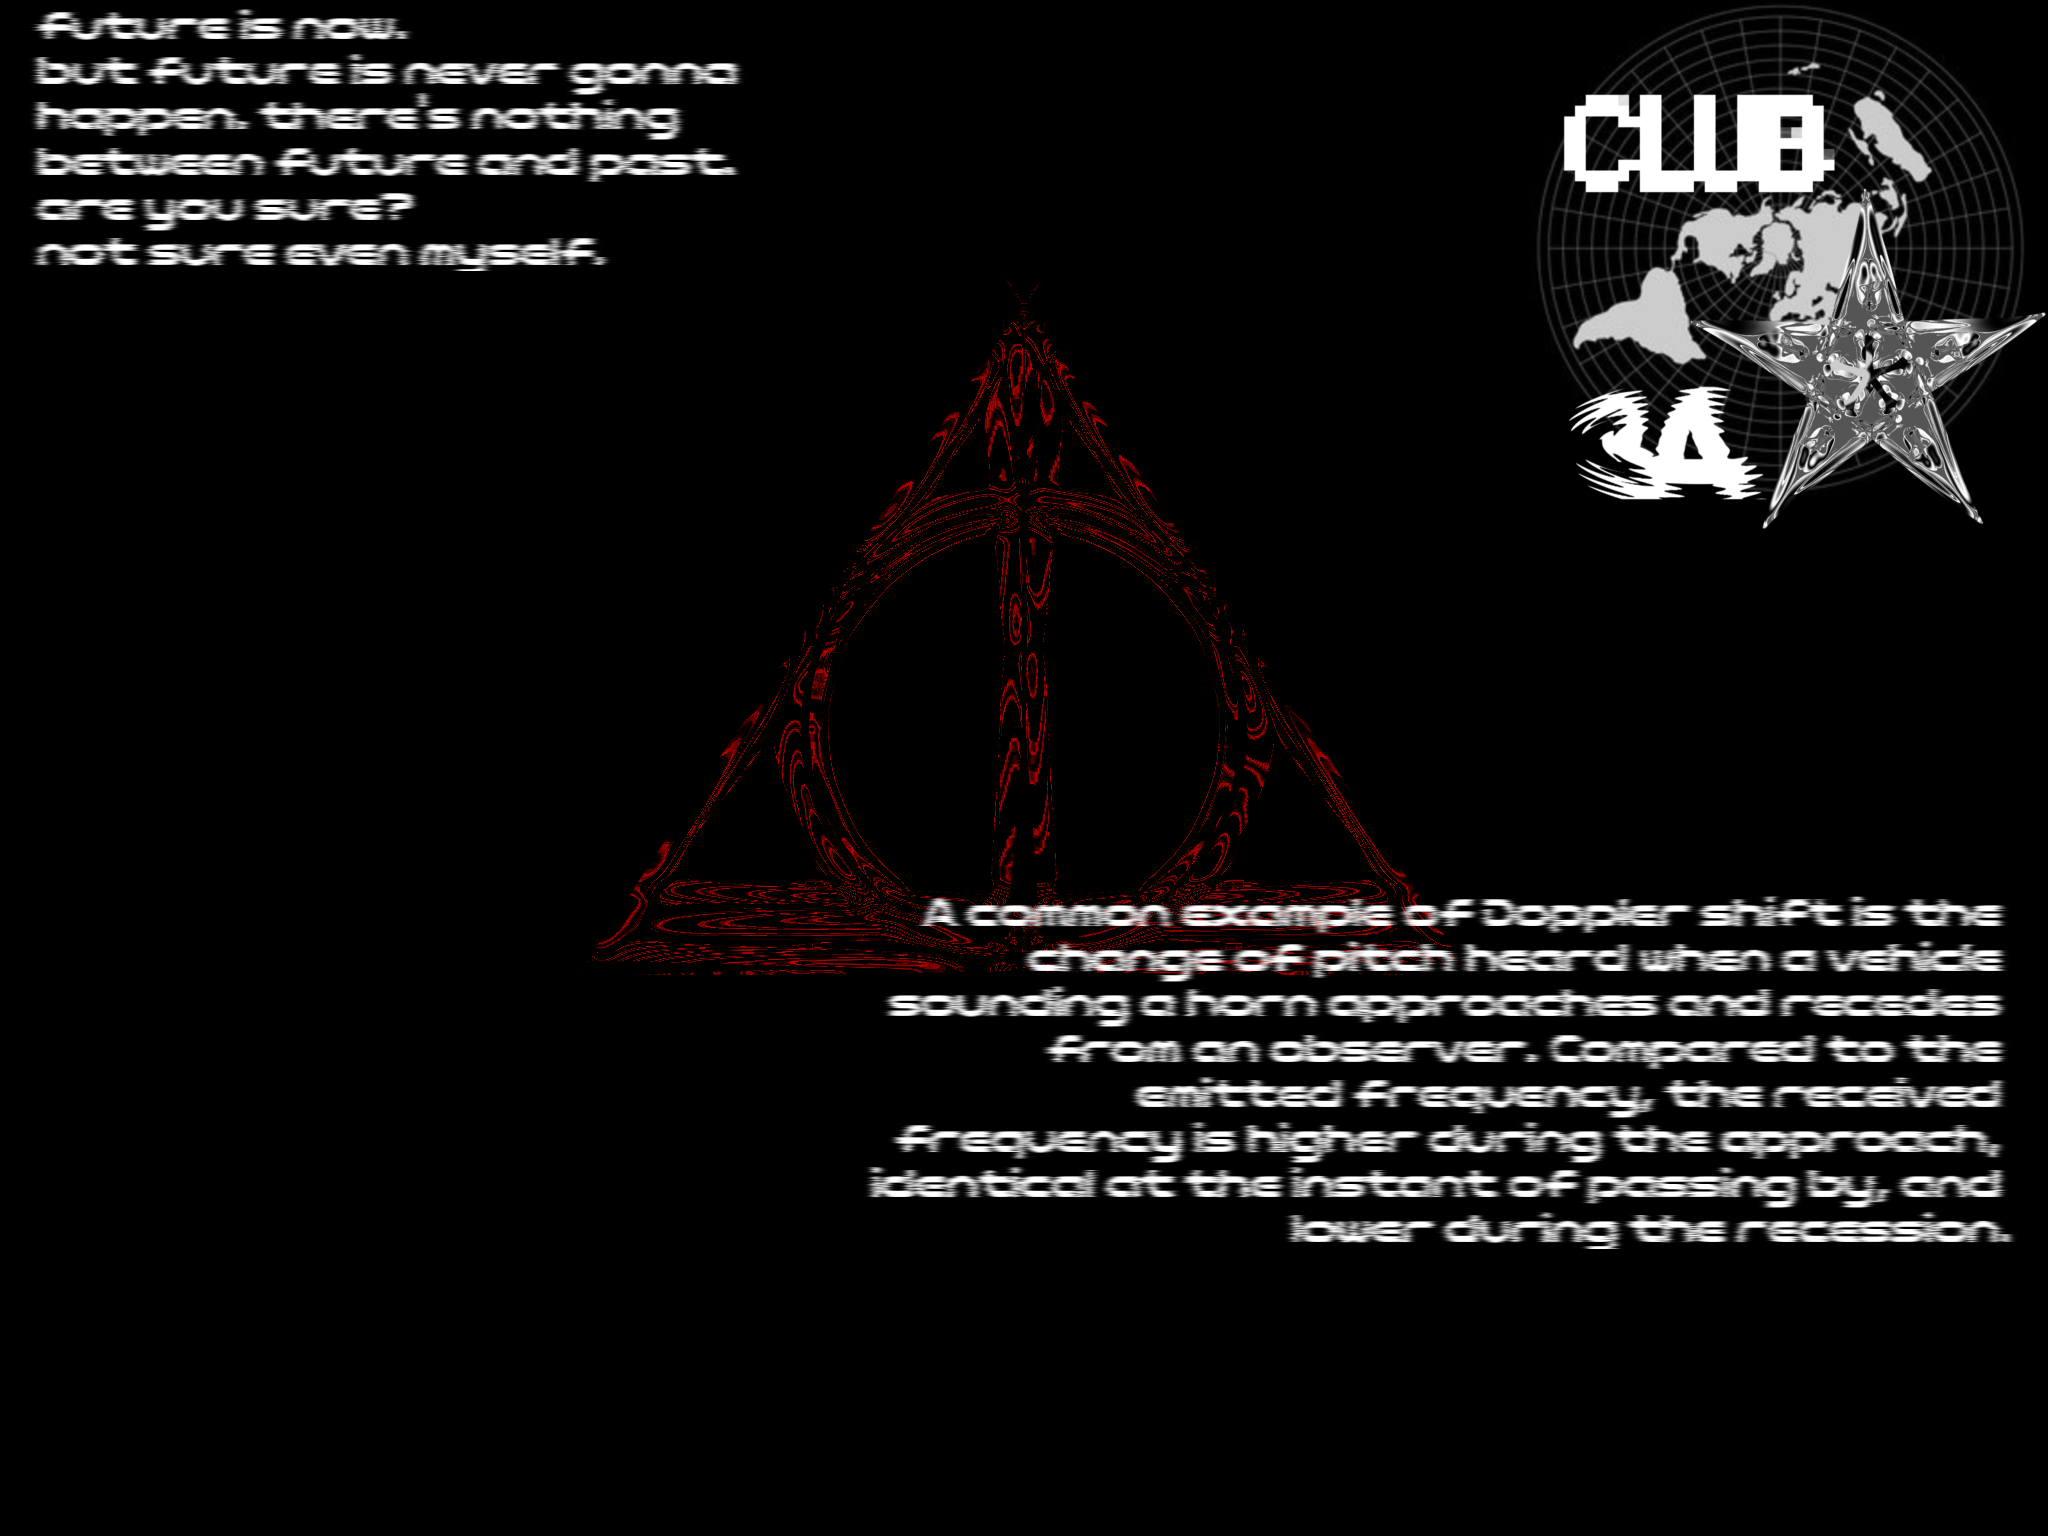 future is now.
but future is never gonna
happen. there's nothing
between future and past.
are you sure?
not sure even myself.
CLUB
3A
A common example of Doppler shift is the
change of pitch heard when a vehicle
sounding a horn approaches and recedes
from an observer. Compared to the
emitted frequency, the received
frequency is higher during the approach,
identical at the instant of passing by, and
lower during the recession.